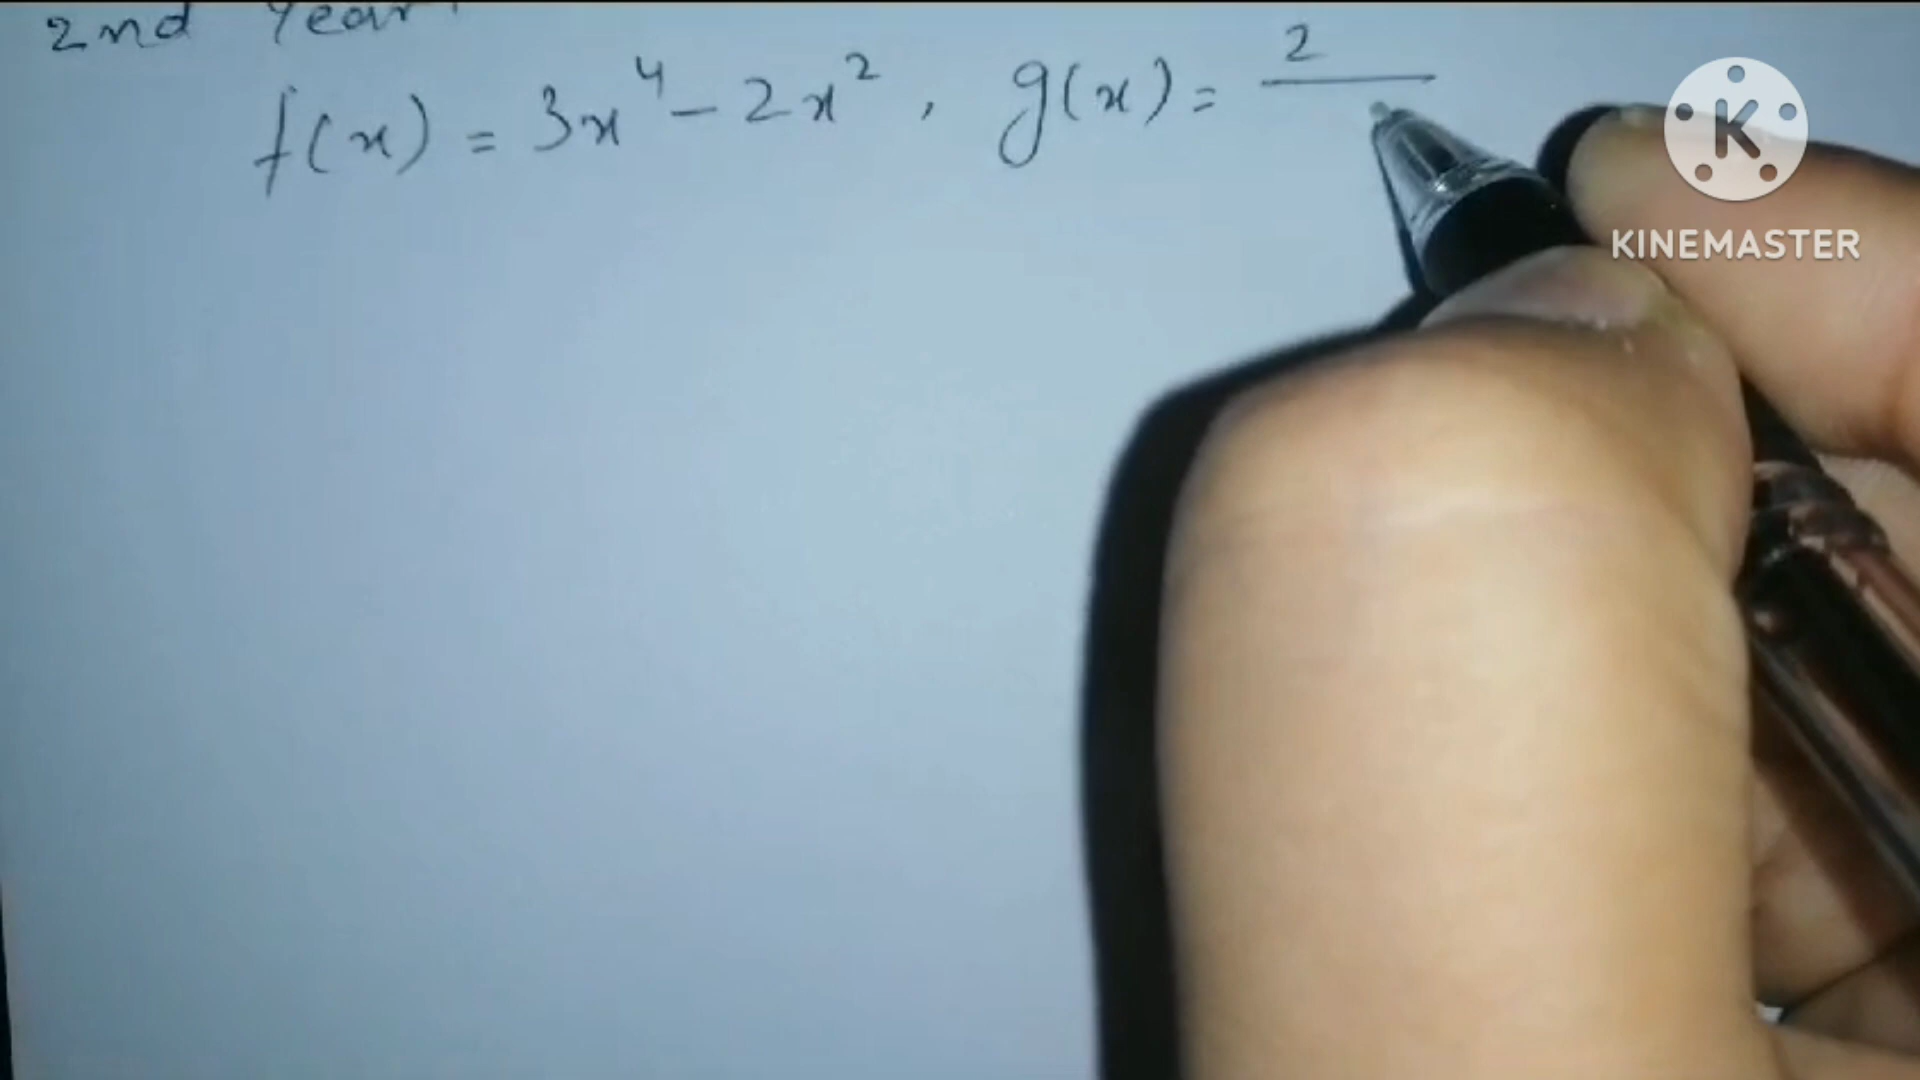 2nd Year.
f(x) = 3x⁴ - 2x², g(x) = 2/
KINEMASTER